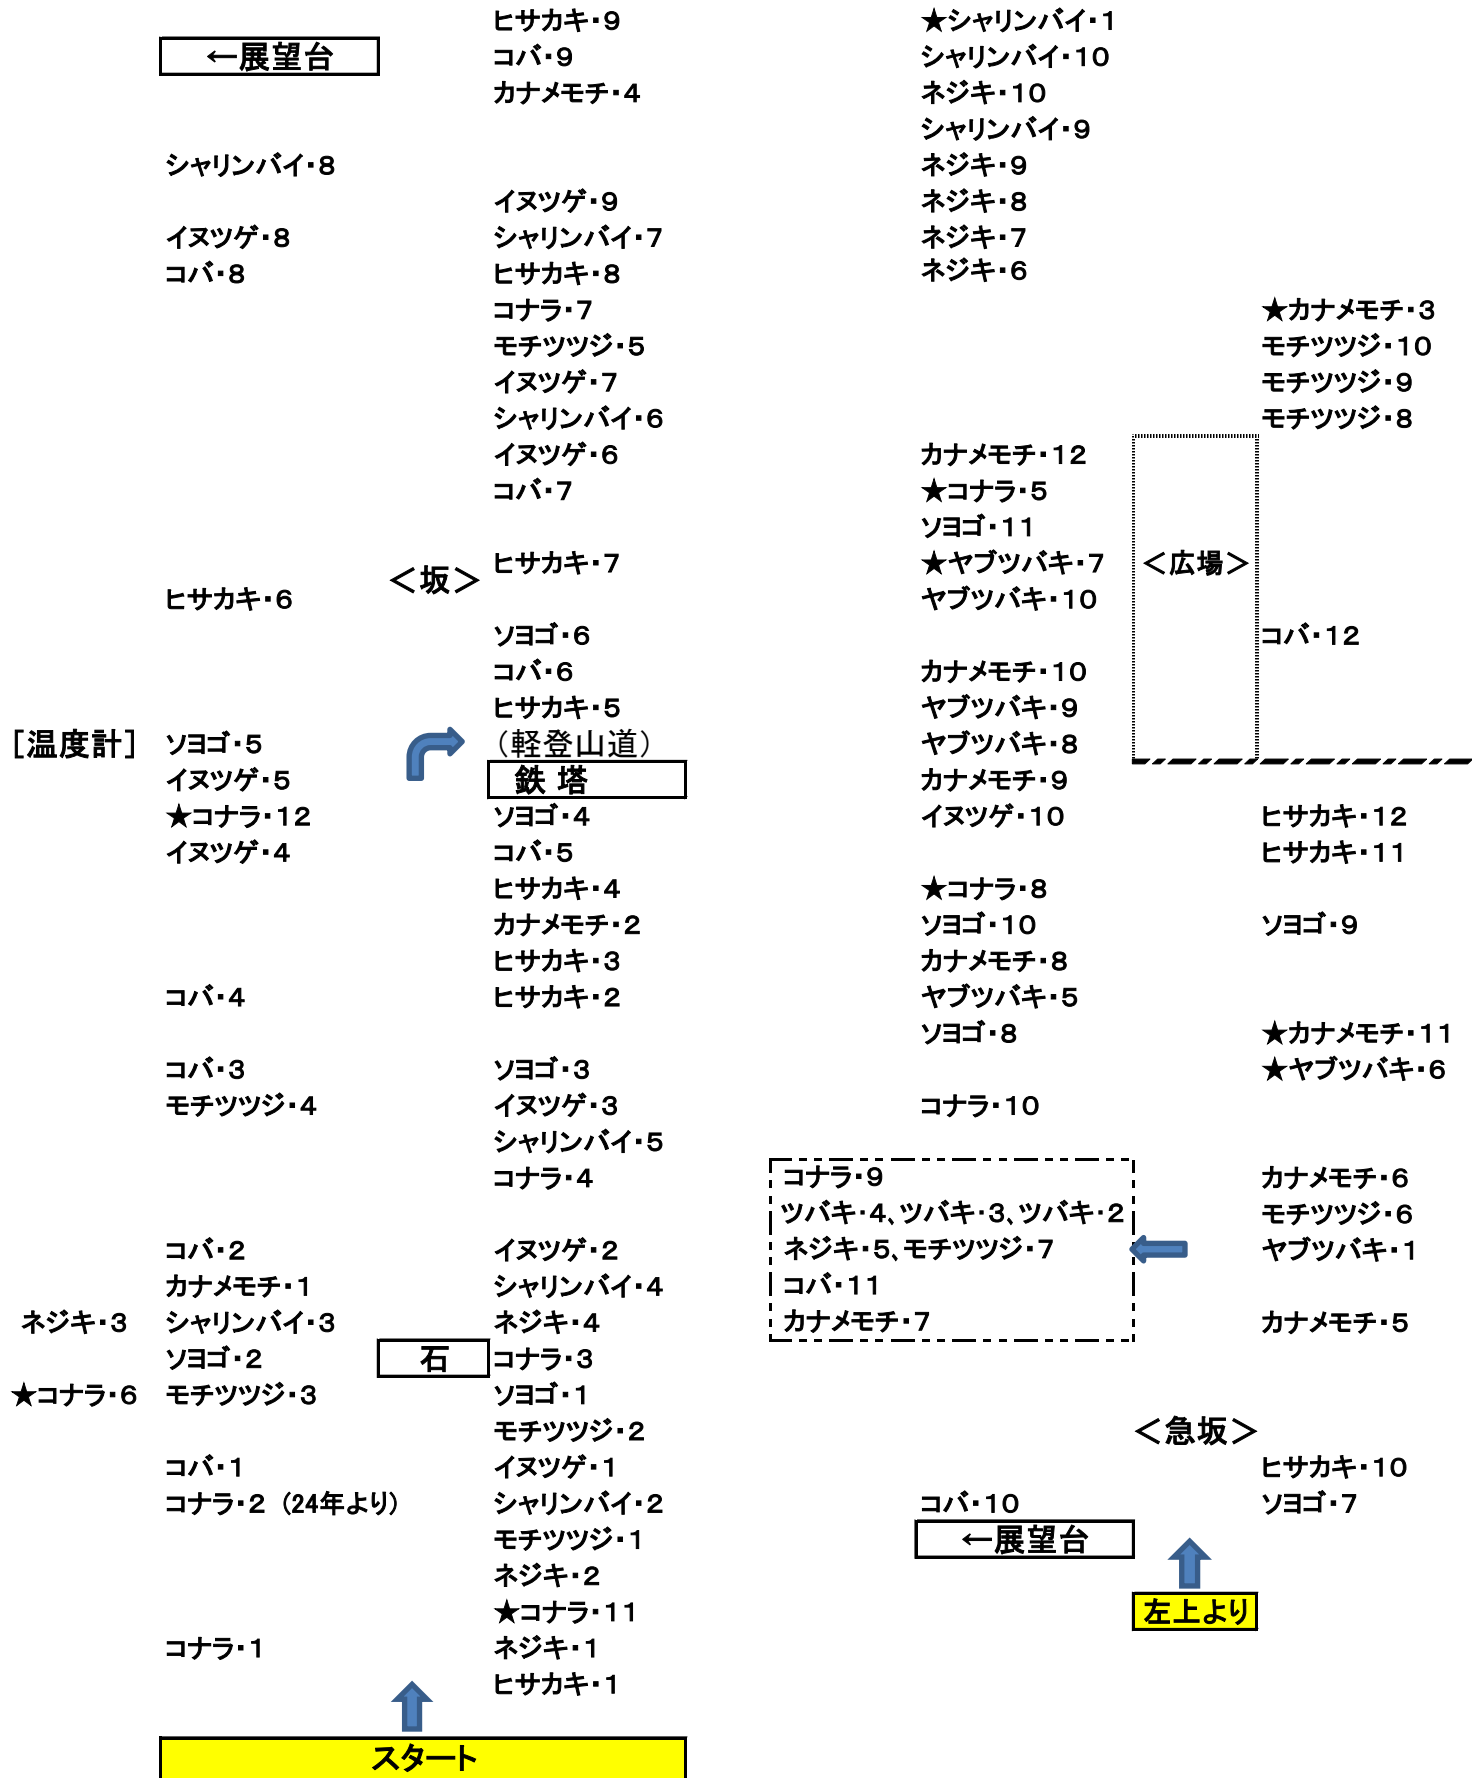 ヒサカキ・9
←展望台
コバ・9
カナメモチ・4
シャリンバイ・8
イヌツゲ・9
イヌツゲ・8
シャリンバイ・7
コバ・8
ヒサカキ・8
コナラ・7
モチツツジ・5
イヌツゲ・7
シャリンバイ・6
イヌツゲ・6
コバ・7
ヒサカキ・7
＜坂＞
ヒサカキ・6
ソヨゴ・6
コバ・6
ヒサカキ・5
［温度計］
ソヨゴ・5
（軽登山道）
イヌツゲ・5
鉄 塔
★コナラ・12
ソヨゴ・4
イヌツゲ・4
コバ・5
ヒサカキ・4
カナメモチ・2
ヒサカキ・3
コバ・4
ヒサカキ・2
コバ・3
ソヨゴ・3
モチツツジ・4
イヌツゲ・3
シャリンバイ・5
コナラ・4
コバ・2
イヌツゲ・2
カナメモチ・1
シャリンバイ・4
ネジキ・3
シャリンバイ・3
ネジキ・4
ソヨゴ・2
石
コナラ・3
★コナラ・6
モチツツジ・3
ソヨゴ・1
モチツツジ・2
コバ・1
イヌツゲ・1
コナラ・2 （24年より）
シャリンバイ・2
モチツツジ・1
ネジキ・2
★コナラ・11
コナラ・1
ネジキ・1
ヒサカキ・1
スタート
★シャリンバイ・1
シャリンバイ・10
ネジキ・10
シャリンバイ・9
ネジキ・9
ネジキ・8
ネジキ・7
ネジキ・6
★カナメモチ・3
モチツツジ・10
モチツツジ・9
モチツツジ・8
カナメモチ・12
★コナラ・5
ソヨゴ・11
★ヤブツバキ・7
＜広場＞
ヤブツバキ・10
コバ・12
カナメモチ・10
ヤブツバキ・9
ヤブツバキ・8
カナメモチ・9
イヌツゲ・10
ヒサカキ・12
ヒサカキ・11
★コナラ・8
ソヨゴ・10
ソヨゴ・9
カナメモチ・8
ヤブツバキ・5
ソヨゴ・8
★カナメモチ・11
★ヤブツバキ・6
コナラ・10
コナラ・9
カナメモチ・6
ツバキ・4、ツバキ・3、ツバキ・2
モチツツジ・6
ネジキ・5、モチツツジ・7
ヤブツバキ・1
コバ・11
カナメモチ・7
カナメモチ・5
＜急坂＞
ヒサカキ・10
コバ・10
ソヨゴ・7
←展望台
左上より